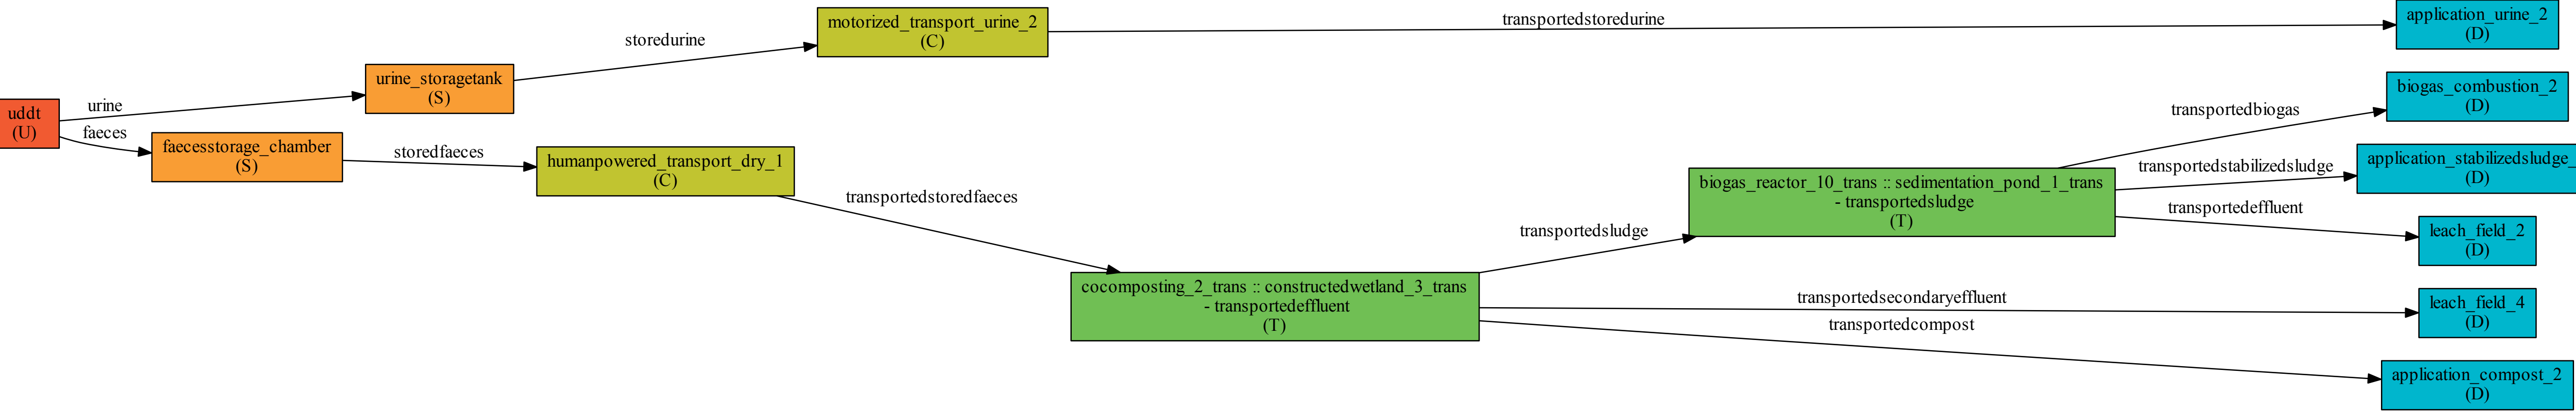 uddt
(U)
urine
faeces
urine_storagetank
(S)
faecesstorage_chamber
(S)
storedurine
storedfaeces
motorized_transport_urine_2
(C)
humanpowered_transport_dry_1
(C)
transportedstoredurine
transportedstoredfaeces
cocomposting_2_trans :: constructedwetland_3_trans
- transportedeffluent
(T)
transportedsludge
transportedsecondaryeffluent
transportedcompost
biogas_reactor_10_trans :: sedimentation_pond_1_trans
- transportedsludge
(T)
transportedbiogas
transportedstabilizedsludge
transportedeffluent
application_urine_2
(D)
biogas_combustion_2
(D)
application_stabilizedsludge_
(D)
leach_field_2
(D)
leach_field_4
(D)
application_compost_2
(D)